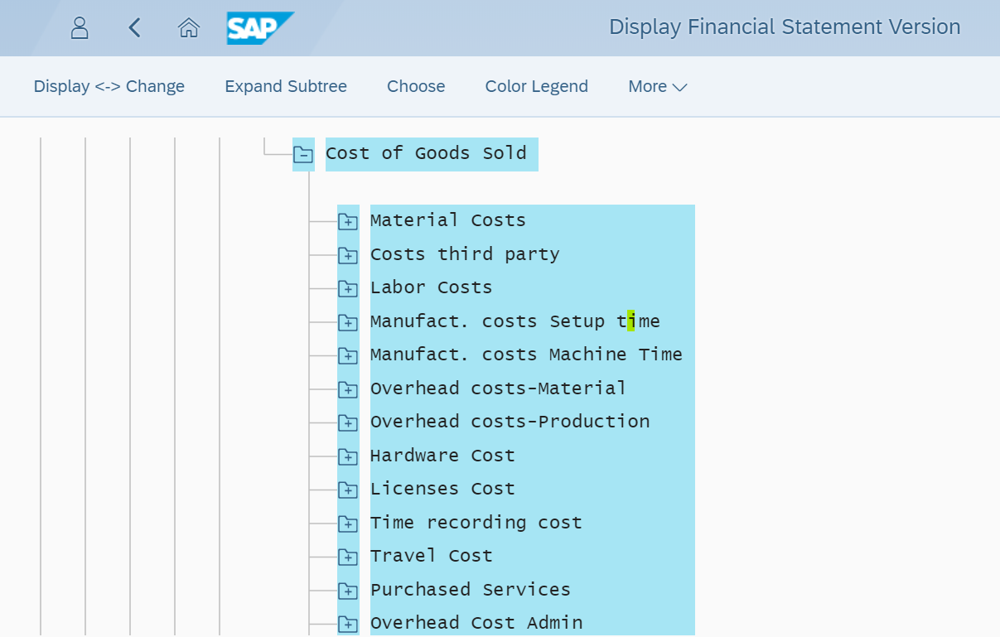 SAP Display Financial Statement Version
Display <-> Change Expand Subtree Choose Color Legend More
Cost of Goods Sold
Material Costs
Costs third party
Labor Costs
Manufact. costs Setup time
Manufact. costs Machine Time
Overhead costs-Material
Overhead costs-Production
Hardware Cost
Licenses Cost
Time recording cost
Travel Cost
Purchased Services
Overhead Cost Admin